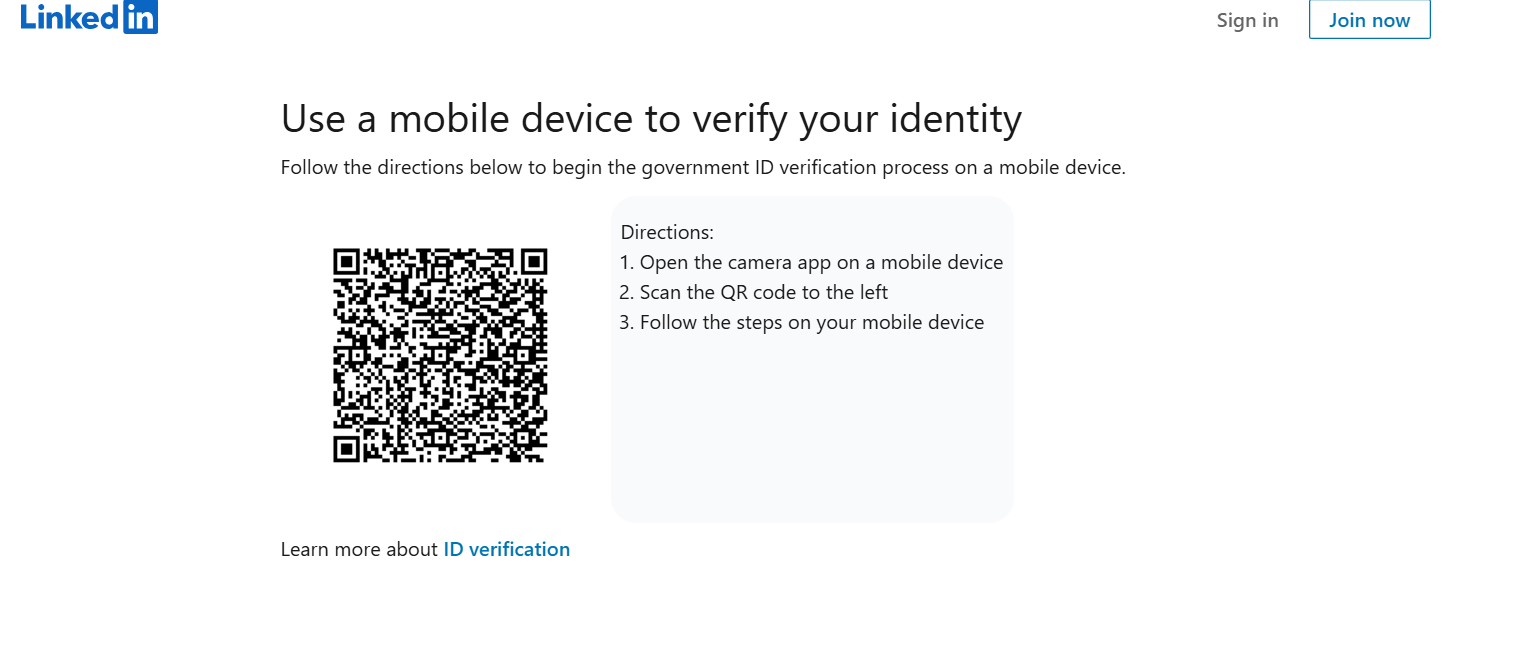 Linked in
Sign in
Join now
Use a mobile device to verify your identity
Follow the directions below to begin the government ID verification process on a mobile device.
Directions:
1. Open the camera app on a mobile device
2. Scan the QR code to the left
3. Follow the steps on your mobile device
Learn more about ID verification